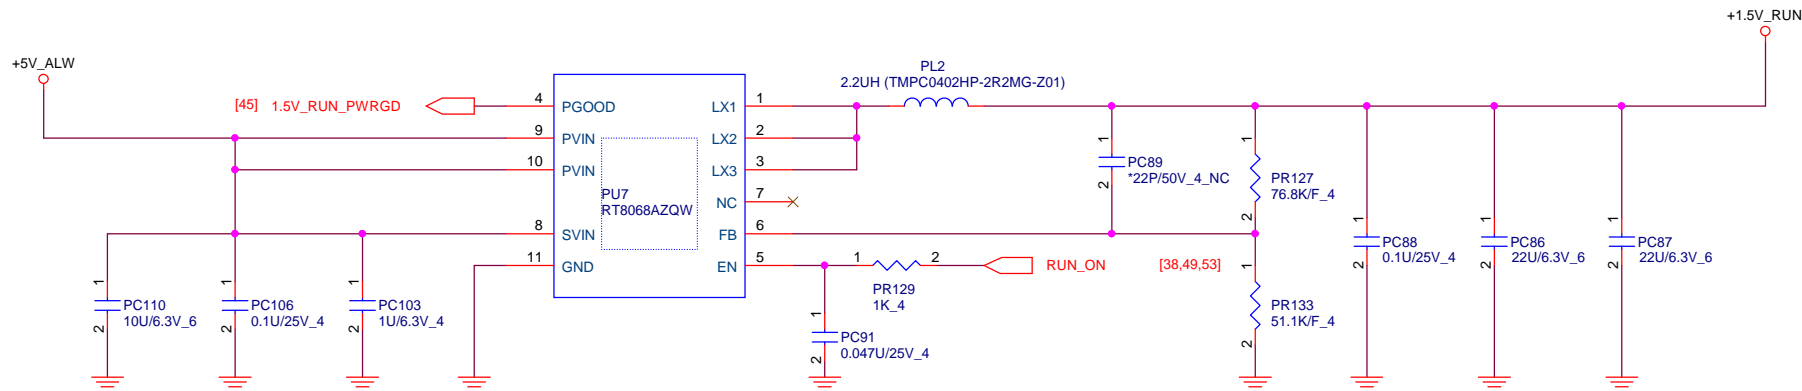 +1.5V_RUN
+5V_ALW
PL2
2.2UH (TMPC0402HP-2R2MG-Z01)
[45] 1.5V_RUN_PWRGD
4 PGOOD LX1 1
9 PVIN LX2 2
10 PVIN LX3 3
PU7
RT8068AZQW
NC 7
8 SVIN FB 6
11 GND EN 5
1 2
PR129
1K_4
RUN_ON [38,49,53]
1
PC89
*22P/50V_4_NC
2
1
PR127
76.8K/F_4
2
1
PR133
51.1K/F_4
2
1
PC88
0.1U/25V_4
2
1
PC86
22U/6.3V_6
2
1
PC87
22U/6.3V_6
2
1
PC110
10U/6.3V_6
2
1
PC106
0.1U/25V_4
2
1
PC103
1U/6.3V_4
2
1
PC91
0.047U/25V_4
2